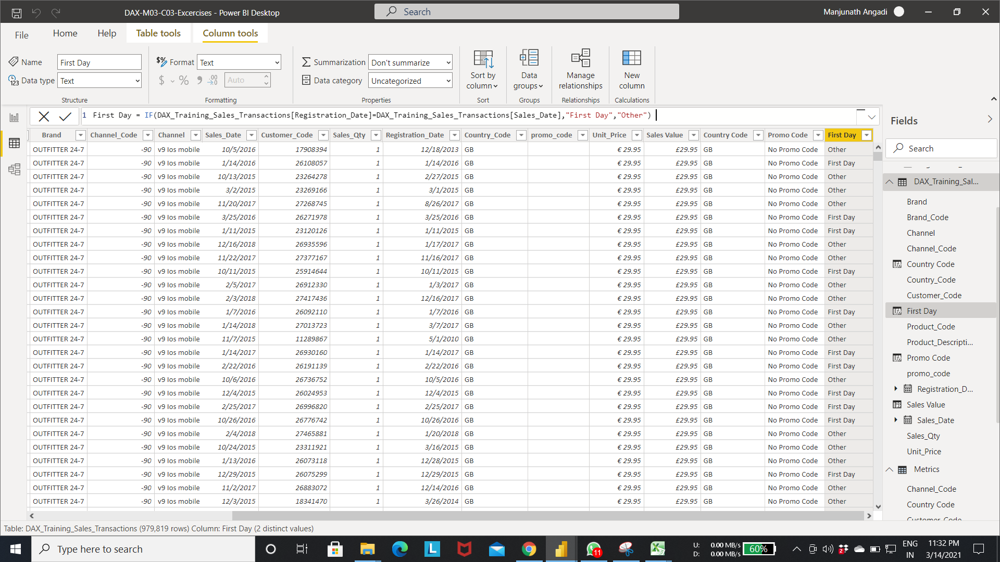 DAX-M03-C03-Excercises - Power BI Desktop
Search
Manjunath Angadi
File Home Help Table tools Column tools
Name First Day
Data type Text
Structure
Format Text
$ % 9 .00 Auto
Formatting
Summarization Don't summarize
Data category Uncategorized
Properties
Sort by column
Sort
Data groups
Groups
Manage relationships
Relationships
New column
Calculations
1 First Day = IF(DAX_Training_Sales_Transactions[Registration_Date]=DAX_Training_Sales_Transactions[Sales_Date],"First Day","Other")
Brand Channel_Code Channel Sales_Date Customer_Code Sales_Qty Registration_Date Country_Code promo_code Unit_Price Sales Value Country Code Promo Code First Day
OUTFITTER 24-7 -90 v9 Ios mobile 10/5/2016 17908394 1 12/18/2013 GB € 29.95 £29.95 GB No Promo Code Other
OUTFITTER 24-7 -90 v9 Ios mobile 1/14/2016 26108057 1 1/14/2016 GB € 29.95 £29.95 GB No Promo Code First Day
OUTFITTER 24-7 -90 v9 Ios mobile 10/13/2015 23264278 1 2/27/2015 GB € 29.95 £29.95 GB No Promo Code Other
OUTFITTER 24-7 -90 v9 Ios mobile 3/2/2015 23269166 1 3/1/2015 GB € 29.95 £29.95 GB No Promo Code Other
OUTFITTER 24-7 -90 v9 Ios mobile 11/20/2017 27268745 1 8/26/2017 GB € 29.95 £29.95 GB No Promo Code Other
OUTFITTER 24-7 -90 v9 Ios mobile 3/25/2016 26271978 1 3/25/2016 GB € 29.95 £29.95 GB No Promo Code First Day
OUTFITTER 24-7 -90 v9 Ios mobile 1/11/2015 23120126 1 1/11/2015 GB € 29.95 £29.95 GB No Promo Code First Day
OUTFITTER 24-7 -90 v9 Ios mobile 12/16/2018 26935596 1 1/17/2017 GB € 29.95 £29.95 GB No Promo Code Other
OUTFITTER 24-7 -90 v9 Ios mobile 11/22/2017 27377167 1 11/16/2017 GB € 29.95 £29.95 GB No Promo Code Other
OUTFITTER 24-7 -90 v9 Ios mobile 10/11/2015 25914644 1 10/11/2015 GB € 29.95 £29.95 GB No Promo Code First Day
OUTFITTER 24-7 -90 v9 Ios mobile 2/5/2017 26912330 1 1/3/2017 GB € 29.95 £29.95 GB No Promo Code Other
OUTFITTER 24-7 -90 v9 Ios mobile 2/3/2018 27417436 1 12/16/2017 GB € 29.95 £29.95 GB No Promo Code Other
OUTFITTER 24-7 -90 v9 Ios mobile 1/7/2016 26092110 1 1/7/2016 GB € 29.95 £29.95 GB No Promo Code First Day
OUTFITTER 24-7 -90 v9 Ios mobile 1/14/2018 27013723 1 3/7/2017 GB € 29.95 £29.95 GB No Promo Code Other
OUTFITTER 24-7 -90 v9 Ios mobile 11/7/2015 11289867 1 5/1/2010 GB € 29.95 £29.95 GB No Promo Code Other
OUTFITTER 24-7 -90 v9 Ios mobile 1/14/2017 26930160 1 1/14/2017 GB € 29.95 £29.95 GB No Promo Code First Day
OUTFITTER 24-7 -90 v9 Ios mobile 2/22/2016 26191139 1 2/22/2016 GB € 29.95 £29.95 GB No Promo Code First Day
OUTFITTER 24-7 -90 v9 Ios mobile 10/6/2016 26736752 1 10/5/2016 GB € 29.95 £29.95 GB No Promo Code Other
OUTFITTER 24-7 -90 v9 Ios mobile 12/4/2015 26024953 1 12/4/2015 GB € 29.95 £29.95 GB No Promo Code First Day
OUTFITTER 24-7 -90 v9 Ios mobile 2/25/2017 26996820 1 2/25/2017 GB € 29.95 £29.95 GB No Promo Code First Day
OUTFITTER 24-7 -90 v9 Ios mobile 10/26/2016 26776742 1 10/26/2016 GB € 29.95 £29.95 GB No Promo Code First Day
OUTFITTER 24-7 -90 v9 Ios mobile 2/4/2018 27465881 1 1/20/2018 GB € 29.95 £29.95 GB No Promo Code Other
OUTFITTER 24-7 -90 v9 Ios mobile 10/24/2015 23311921 1 3/16/2015 GB € 29.95 £29.95 GB No Promo Code Other
OUTFITTER 24-7 -90 v9 Ios mobile 1/13/2016 26073118 1 12/28/2015 GB € 29.95 £29.95 GB No Promo Code Other
OUTFITTER 24-7 -90 v9 Ios mobile 12/29/2015 26075299 1 12/29/2015 GB € 29.95 £29.95 GB No Promo Code First Day
OUTFITTER 24-7 -90 v9 Ios mobile 11/2/2017 26883072 1 12/14/2016 GB € 29.95 £29.95 GB No Promo Code Other
OUTFITTER 24-7 -90 v9 Ios mobile 12/3/2015 18341470 1 3/26/2014 GB € 29.95 £29.95 GB No Promo Code Other
Fields
Search
DAX_Training_Sal...
Brand
Brand_Code
Channel
Channel_Code
Country Code
Country_Code
Customer_Code
First Day
Product_Code
Product_Descripti...
Promo Code
promo_code
Registration_D...
Sales Value
Sales_Date
Sales_Qty
Unit_Price
Metrics
Channel_Code
Country Code
Customer_Code
Table: DAX_Training_Sales_Transactions (979,819 rows) Column: First Day (2 distinct values)
Type here to search
L
11
U: 0.00 MB/s
D: 0.00 MB/s
60%
2
ENG
IN
11:32 PM
3/14/2021